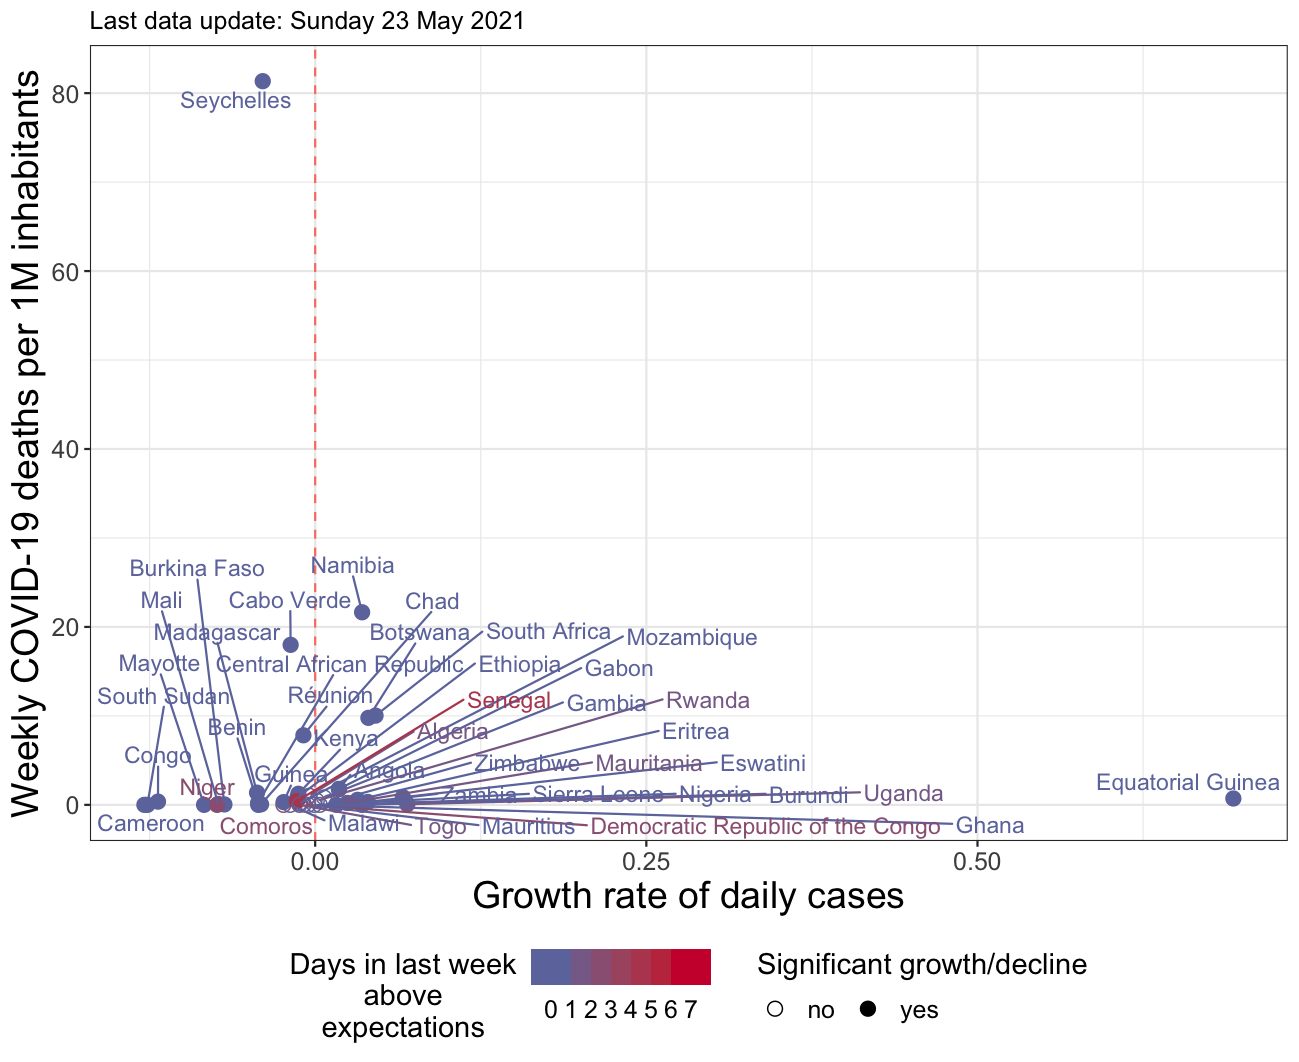 Last data update: Sunday 23 May 2021
Weekly COVID-19 deaths per 1M inhabitants
80
60
40
20
0
Seychelles
Burkina Faso
Namibia
Mali
Cabo Verde
Chad
Madagascar
Botswana
South Africa
Mozambique
Mayotte
Central African Republic
Ethiopia
Gabon
South Sudan
Réunion
Senegal
Gambia
Rwanda
Benin
Kenya
Algeria
Eritrea
Congo
Guinea
Angola
Zimbabwe
Mauritania
Eswatini
Equatorial Guinea
Niger
Zambia
Sierra Leone
Nigeria
Burundi
Uganda
Cameroon
Comoros
Malawi
Togo
Mauritius
Democratic Republic of the Congo
Ghana
0.00
0.25
0.50
Growth rate of daily cases
Days in last week
above
expectations
0 1 2 3 4 5 6 7
Significant growth/decline
no
yes